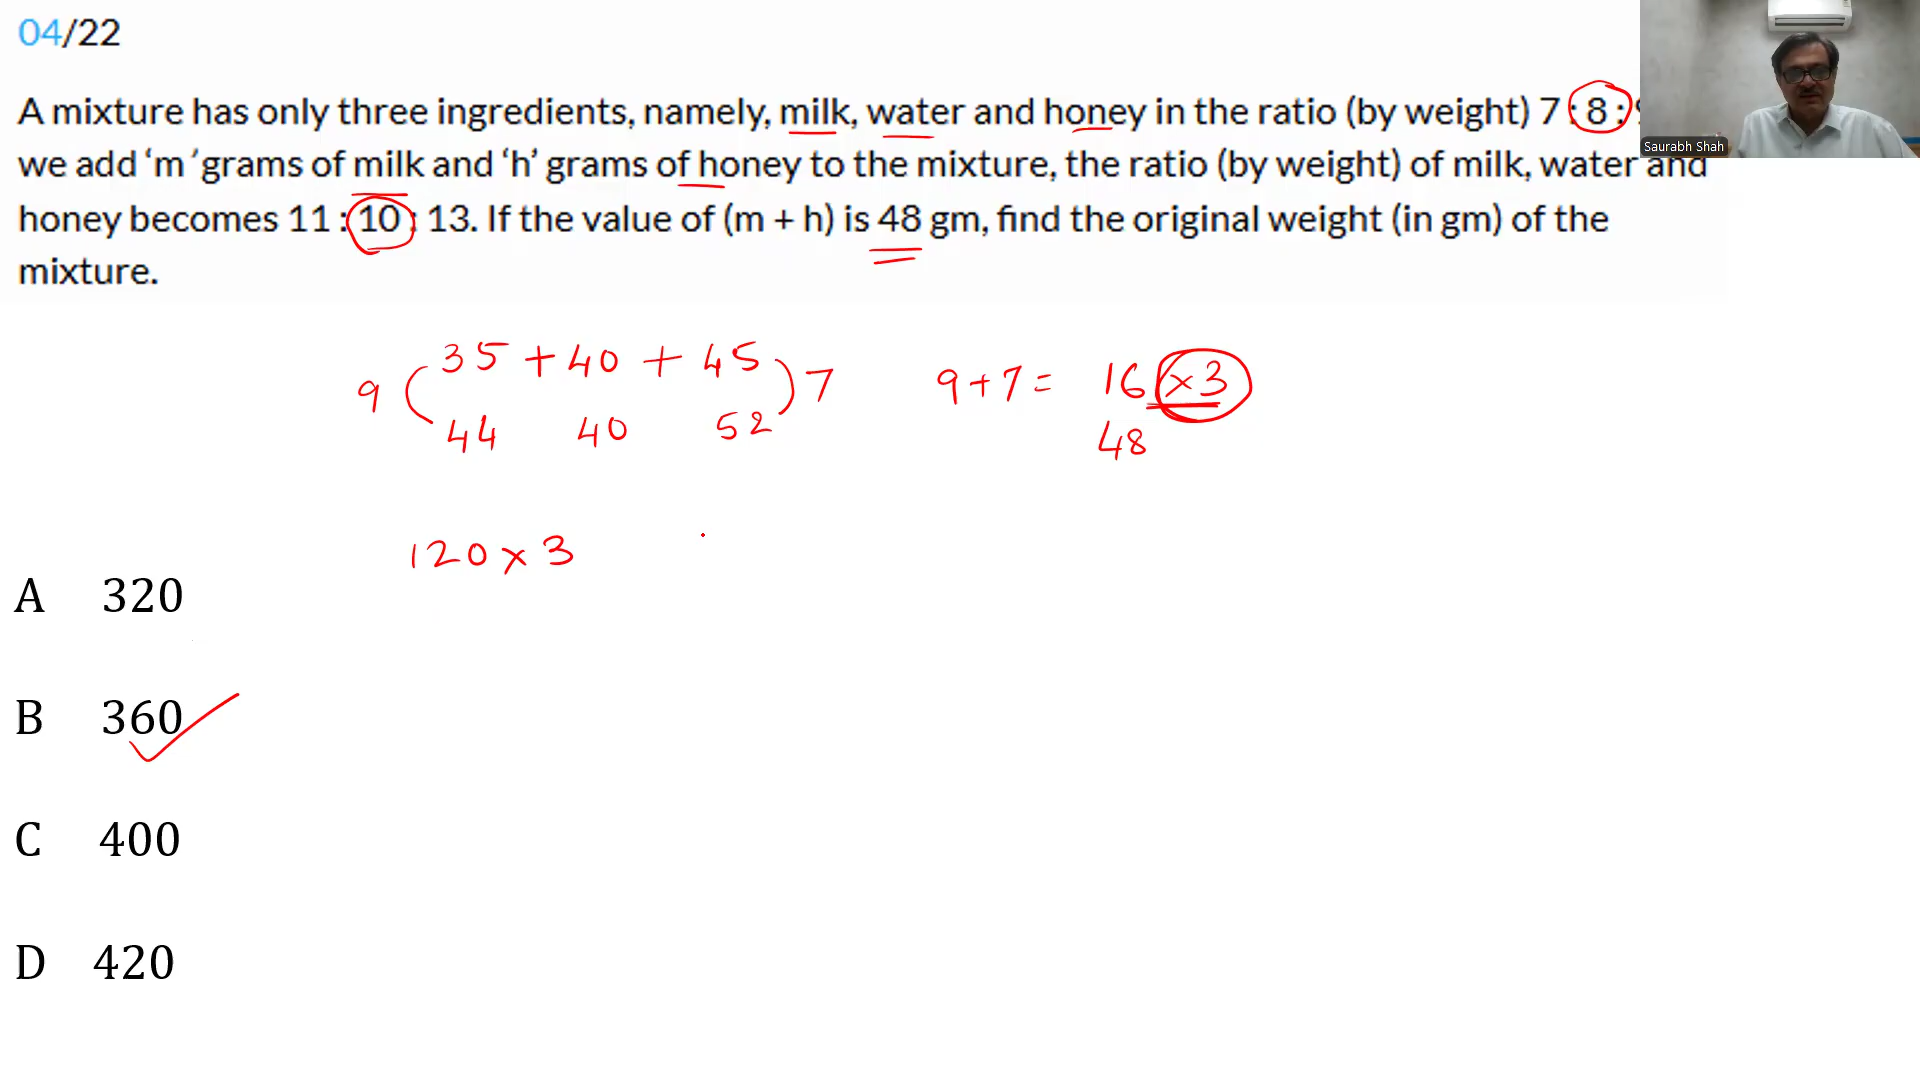 04/22
A mixture has only three ingredients, namely, milk, water and honey in the ratio (by weight) 7 : 8 :
we add ‘m ’grams of milk and ‘h’ grams of honey to the mixture, the ratio (by weight) of milk, water and
honey becomes 11 : 10 : 13. If the value of (m + h) is 48 gm, find the original weight (in gm) of the
mixture.
Saurabh Shah
35 + 40 + 45
9 ( ) 7 9 + 7 = 16 × 3
44 40 52 48
120 × 3
A 320
B 360
C 400
D 420